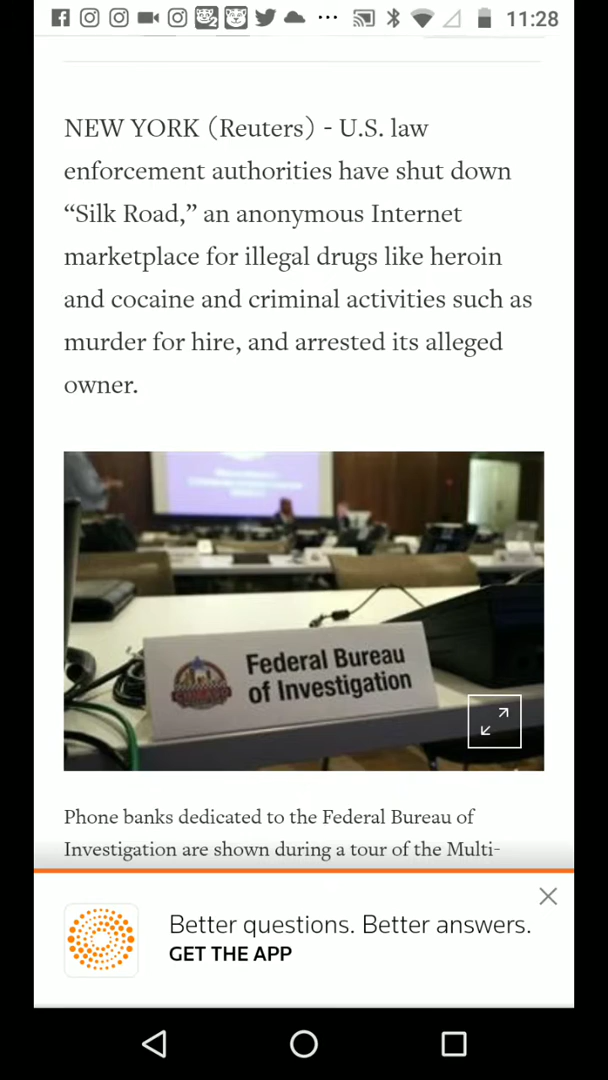 11:28
NEW YORK (Reuters) - U.S. law
enforcement authorities have shut down
“Silk Road,” an anonymous Internet
marketplace for illegal drugs like heroin
and cocaine and criminal activities such as
murder for hire, and arrested its alleged
owner.
Federal Bureau
of Investigation
Phone banks dedicated to the Federal Bureau of
Investigation are shown during a tour of the Multi-
Better questions. Better answers.
GET THE APP